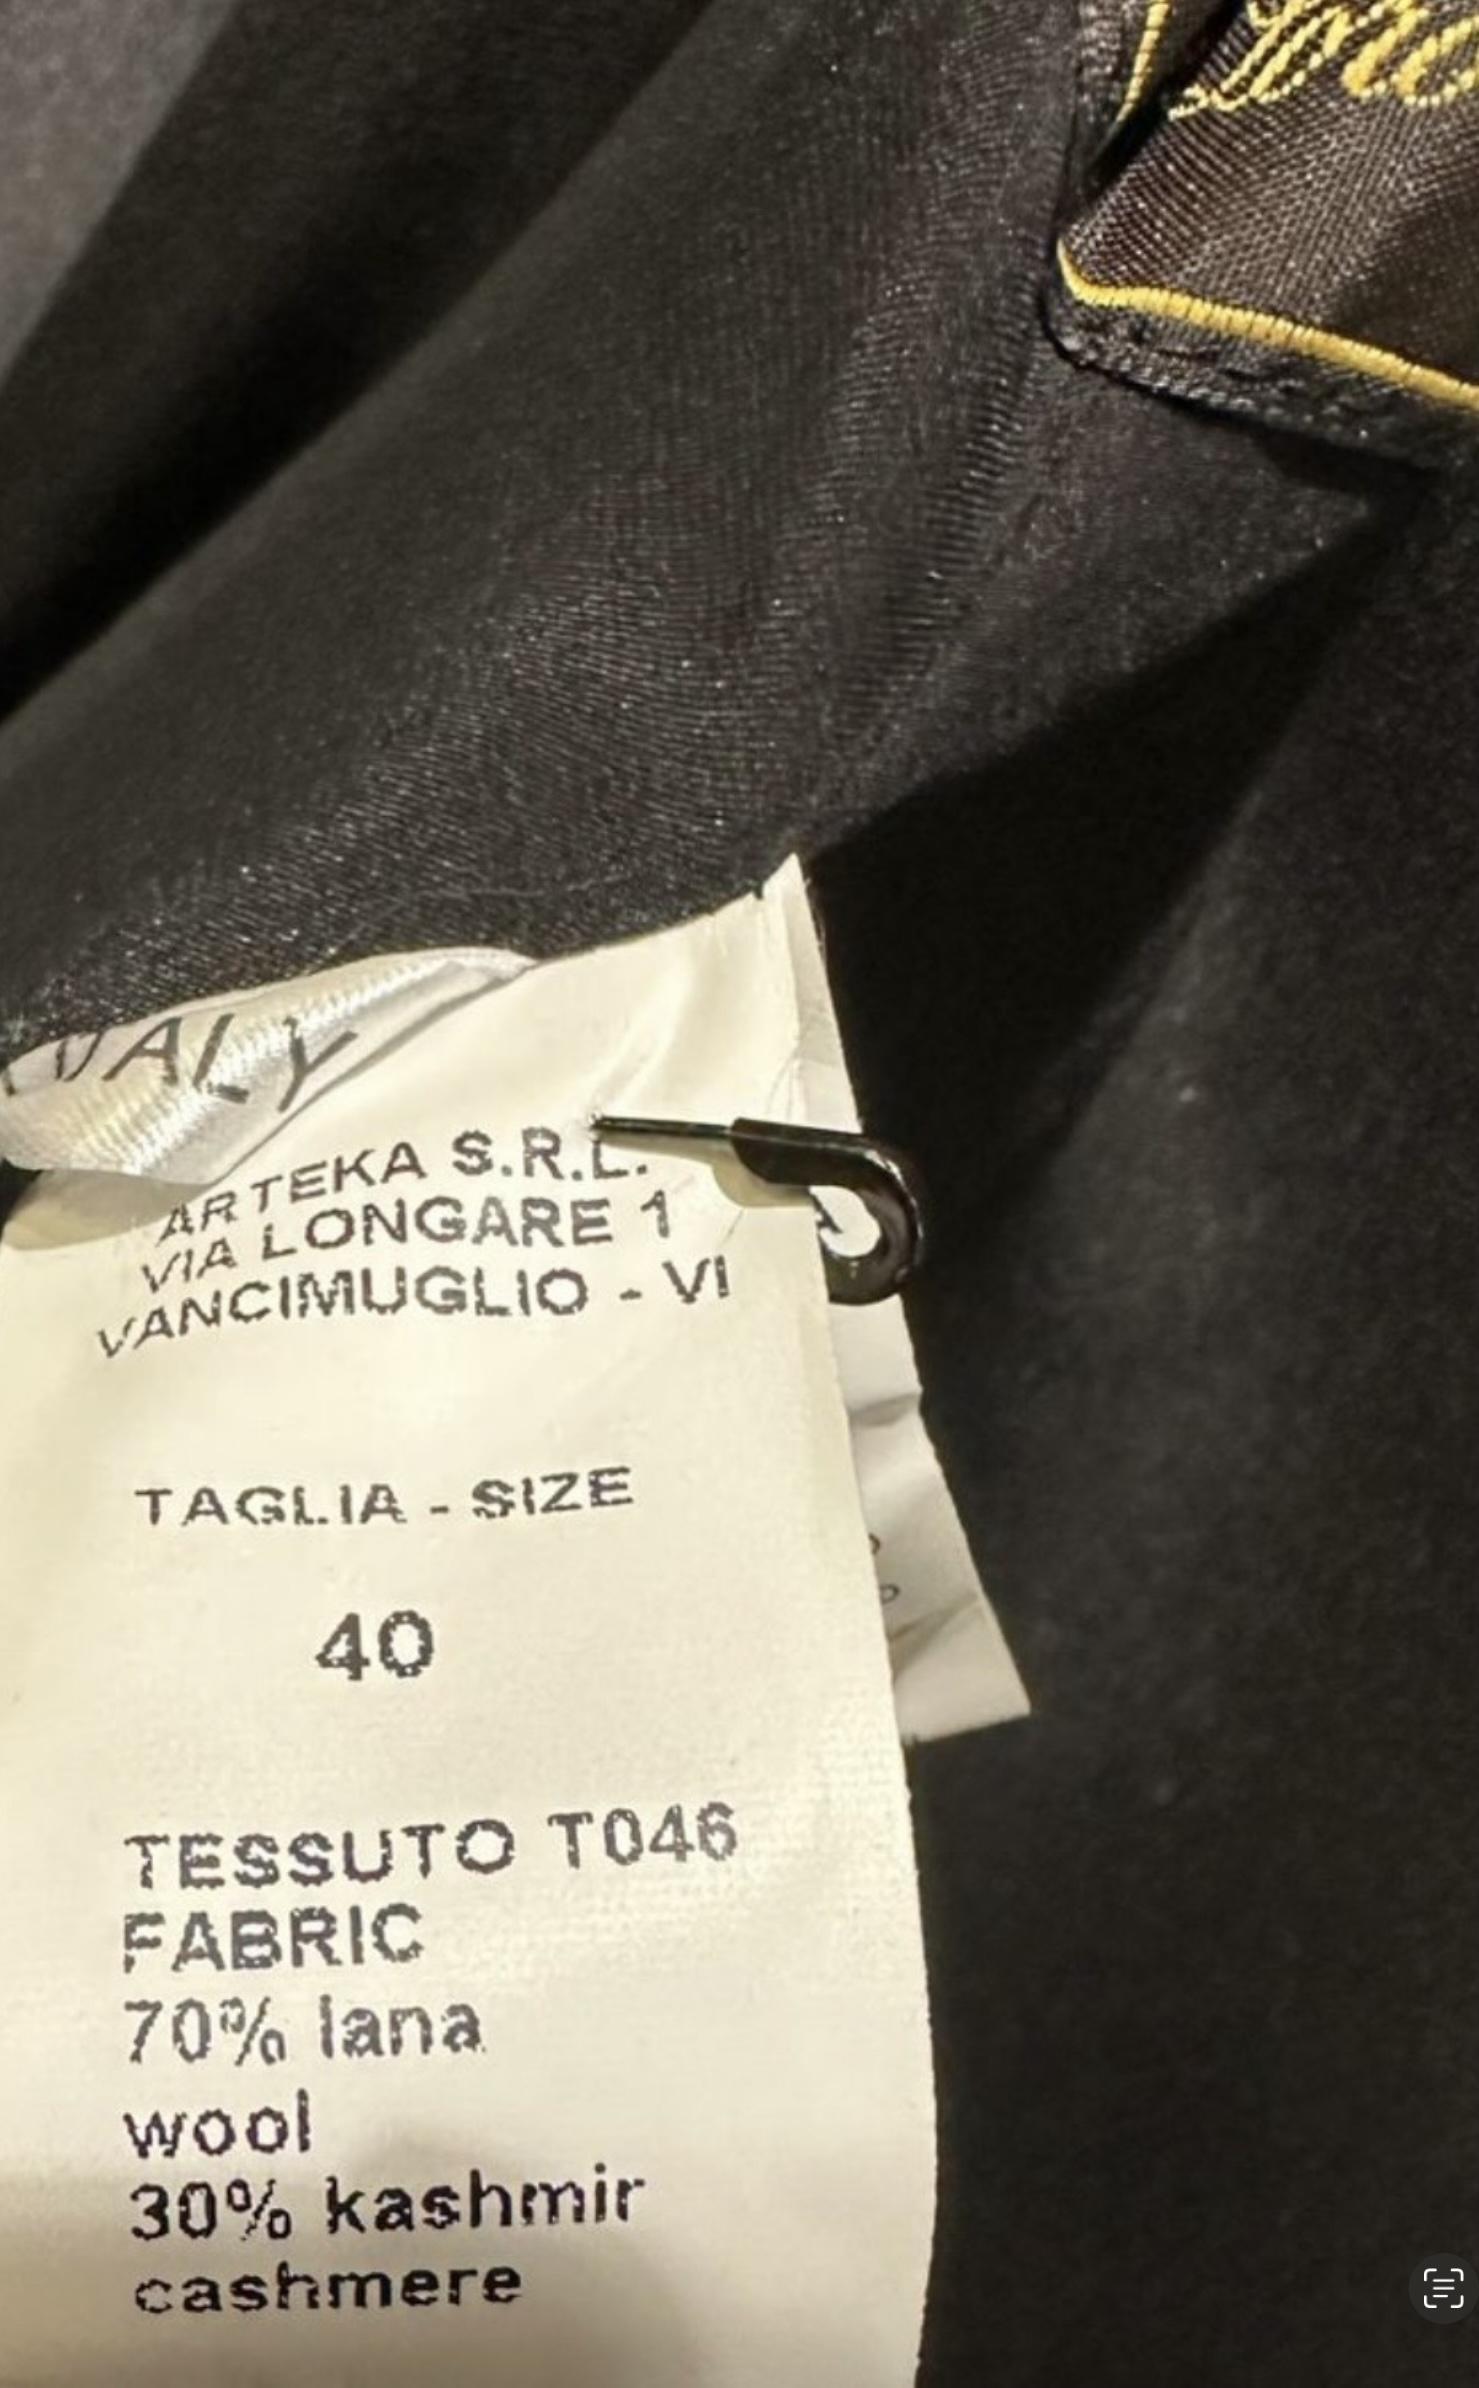 ARTEKA S.R.L.
VIA LONGARE 1
VANCIMUGLIO - VI
TAGLIA - SIZE
40
TESSUTO T046
FABRIC
70% lana
wool
30% kashmir
cashmere